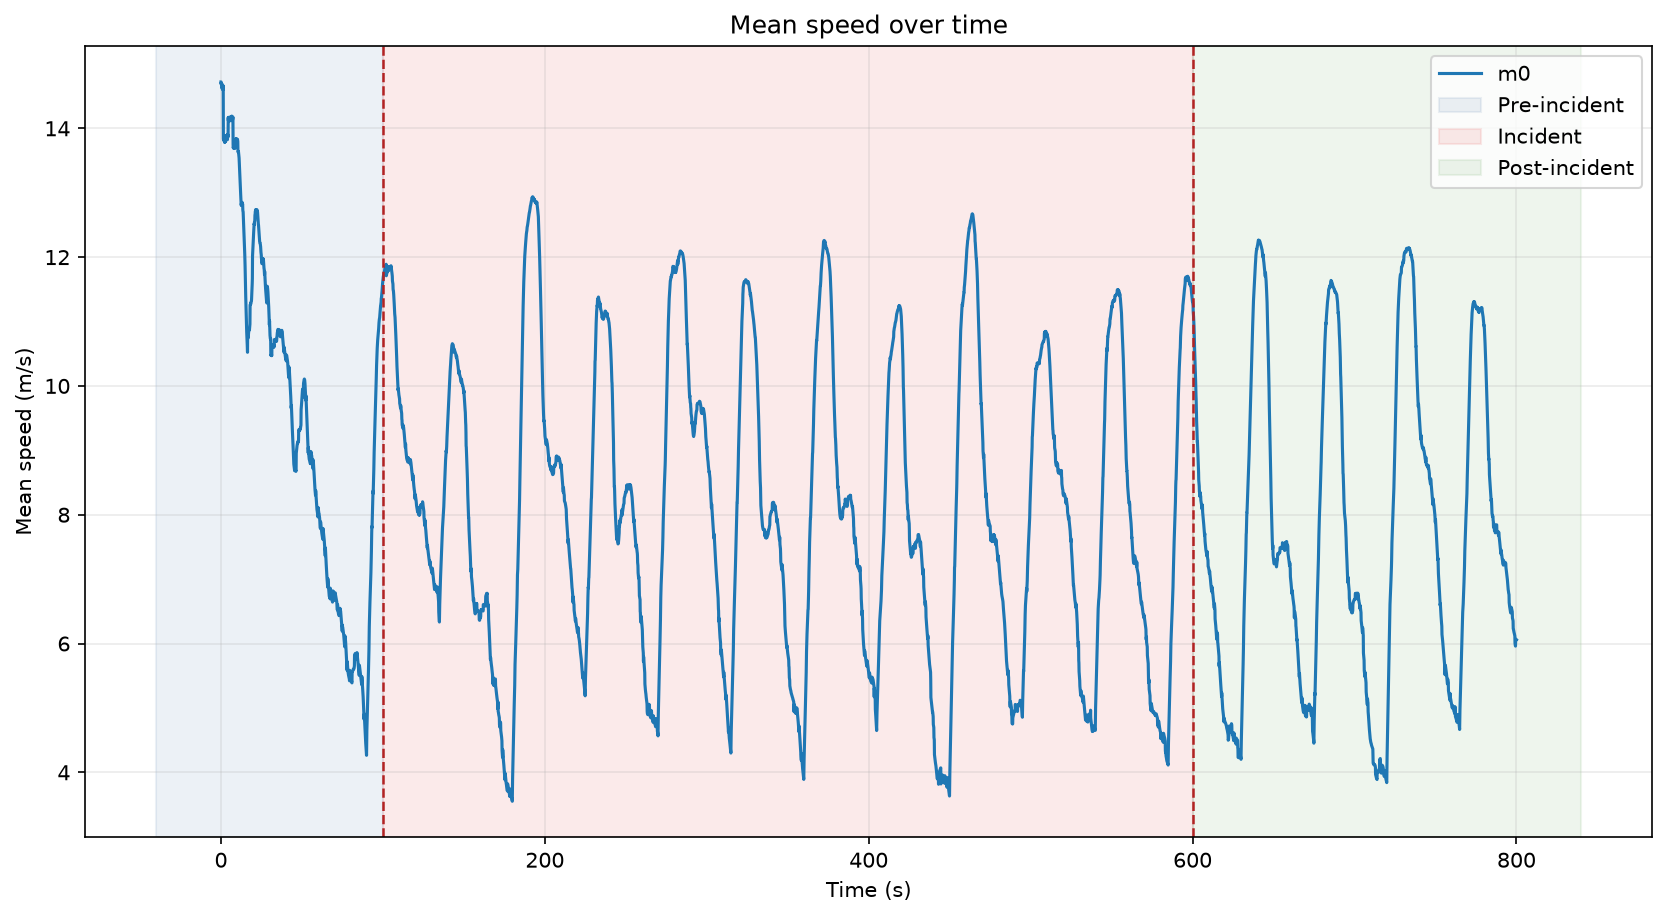 Mean speed over time
m0
Pre-incident
Incident
Post-incident
Mean speed (m/s)
14
12
10
8
6
4
0 200 400 600 800
Time (s)